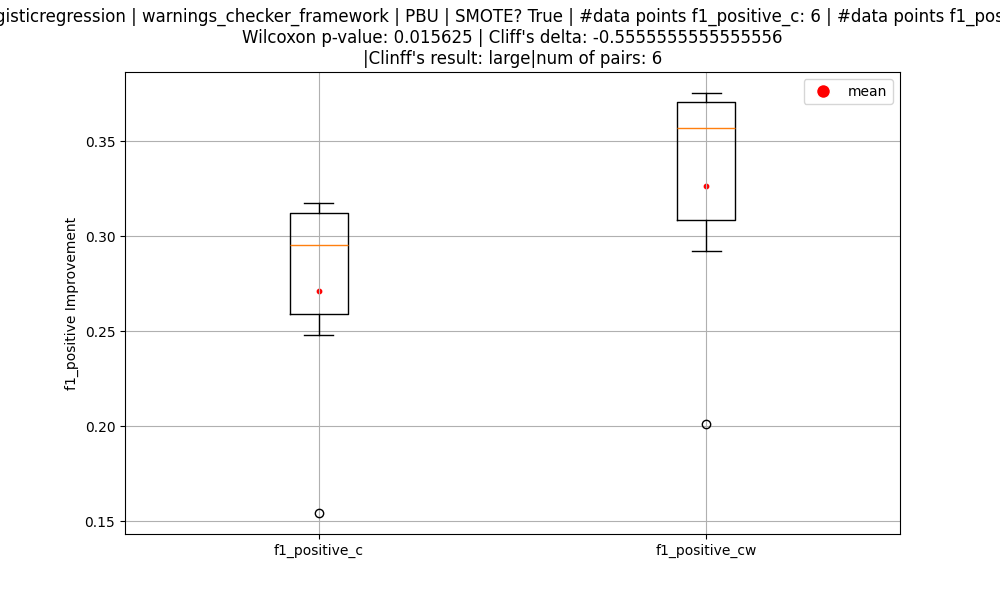 gisticregression | warnings_checker_framework | PBU | SMOTE? True | #data points f1_positive_c: 6 | #data points f1_pos
Wilcoxon p-value: 0.015625 | Cliff's delta: -0.5555555555555556
|Clinff's result: large|num of pairs: 6
mean
0.35
0.30
0.25
0.20
0.15
f1_positive Improvement
f1_positive_c
f1_positive_cw